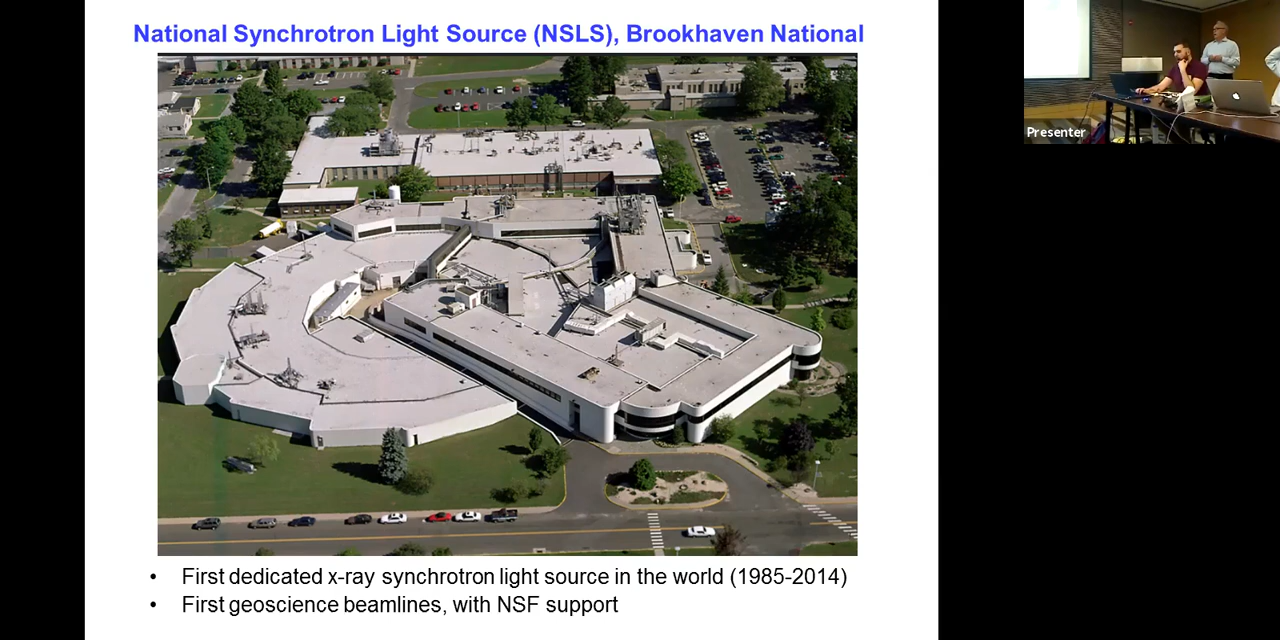 National Synchrotron Light Source (NSLS), Brookhaven National
Presenter
• First dedicated x-ray synchrotron light source in the world (1985-2014)
• First geoscience beamlines, with NSF support